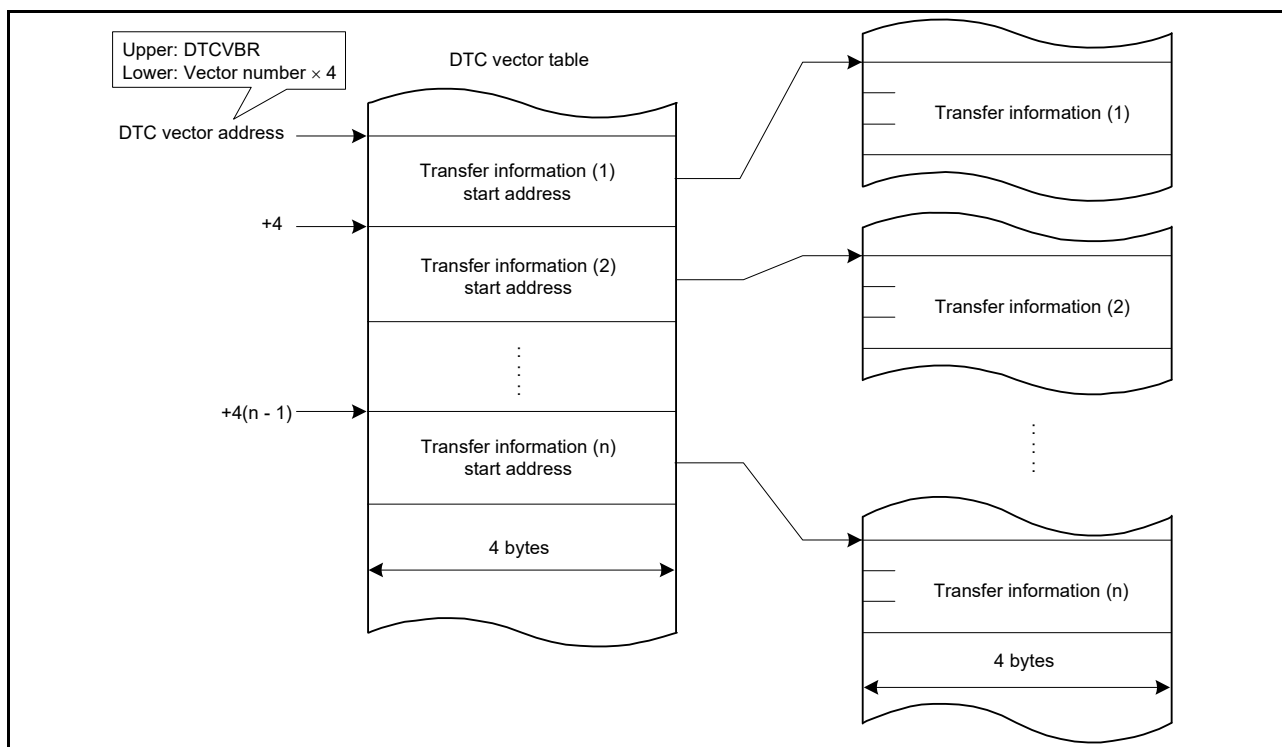 Upper: DTCVBR
Lower: Vector number × 4
DTC vector table
DTC vector address
Transfer information (1)
start address
+4
Transfer information (2)
start address
+4(n - 1)
Transfer information (n)
start address
4 bytes
Transfer information (1)
Transfer information (2)
Transfer information (n)
4 bytes